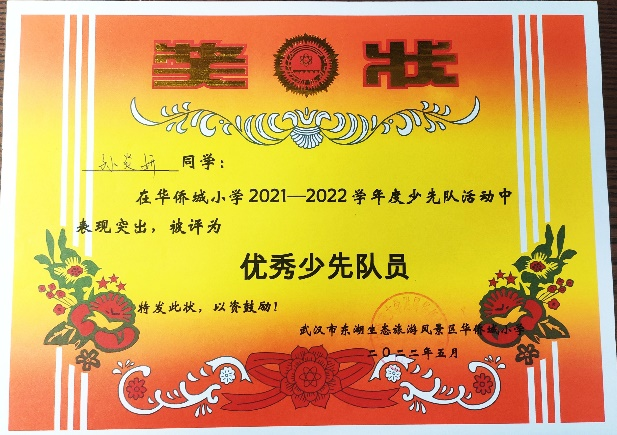 奖状
同学：
在华侨城小学2021—2022学年度少先队活动中
表现突出，被评为
优秀少先队员
特发此状，以资鼓励！
武汉市东湖生态旅游风景区华侨城小学
二〇二二年五月